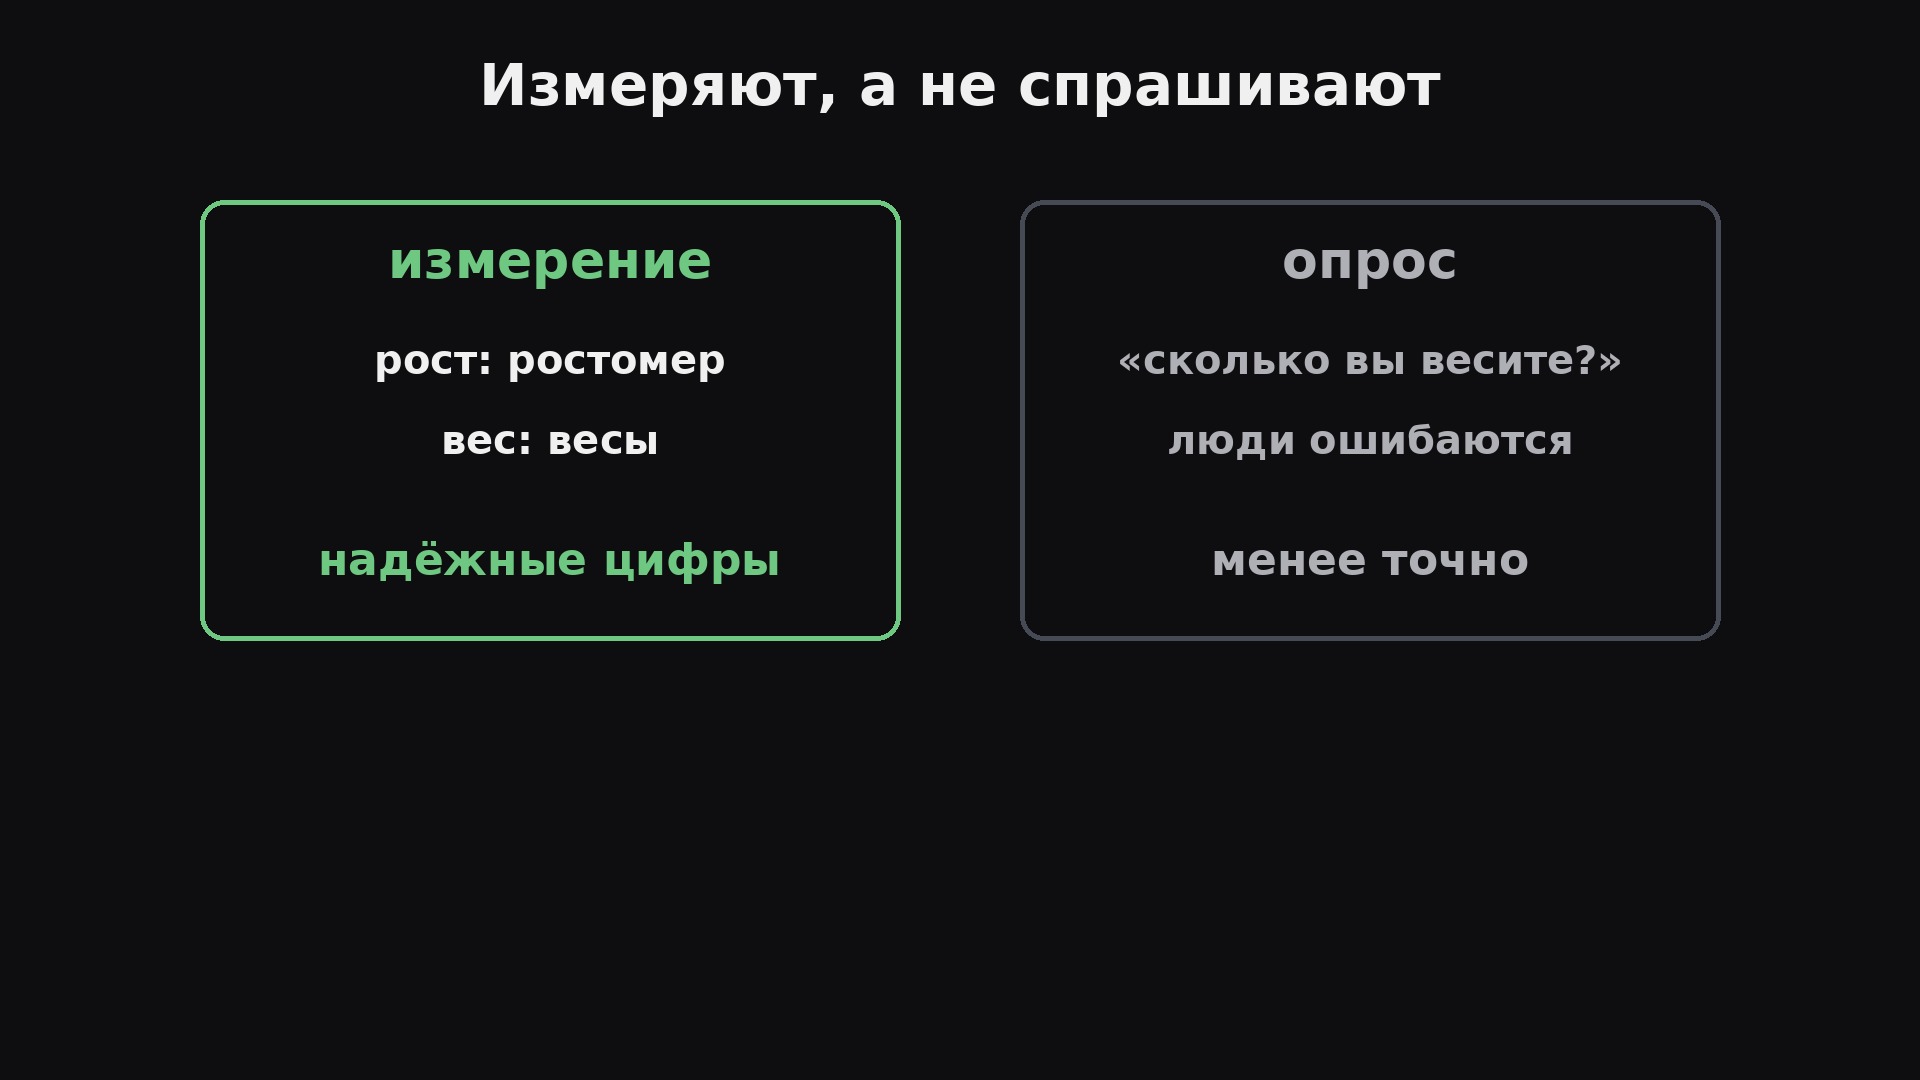 Измеряют, а не спрашивают
измерение
рост: ростомер
вес: весы
надёжные цифры
опрос
«сколько вы весите?»
люди ошибаются
менее точно